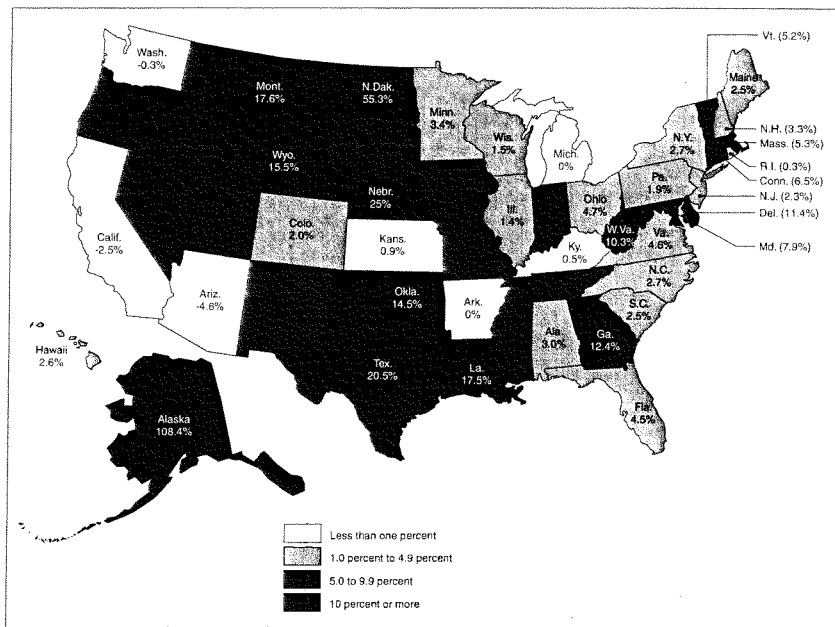 Vt. (5.2%)
Wash.
-0.3%
Mont.
17.6%
N.Dak.
55.3%
Minn.
3.4%
Maine
2.5%
Wis.
1.5%
Mich.
0
N.Y.
2.7%
N.H. (3.3%)
Mass. (5.3%)
R.I. (0.3%)
Conn. (6.5%)
N.J. (2.3%)
Del. (11.4%)
Md. (7.9%)
Wyo.
15.5%
Nebr.
25%
Pa.
1.9%
Ohio
4.7%
Ill.
1.4%
W.Va.
10.3%
Va.
4.6%
Colo.
2.0%
Kans.
0.9%
Ky.
0.5%
Calif.
-2.5%
N.C.
2.7%
Ariz.
-4.6%
Okla.
14.5%
Ark.
0%
S.C.
2.5%
Ala.
3.0%
Ga.
12.4%
Hawaii
2.6%
Tex.
20.5%
La.
17.5%
Fla.
4.5%
Alaska
108.4%
Less than one percent
1.0 percent to 4.9 percent
5.0 to 9.9 percent
10 percent or more